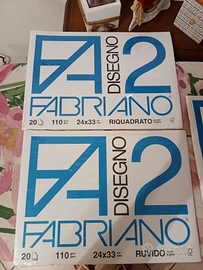 FA
DISEGNO
2
FABRIANO
20
110
24x33
RIQUADRATO
FA
DISEGNO
2
FABRIANO
20
110
24x33
RUVIDO